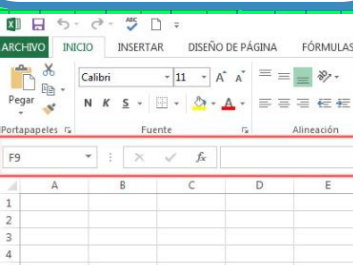 ARCHIVO INICIO INSERTAR DISEÑO DE PÁGINA FÓRMULAS
Calibri 11 A A
Pegar N K S A
Portapapeles Fuente Alineación
F9 fx
A B C D E
1
2
3
4